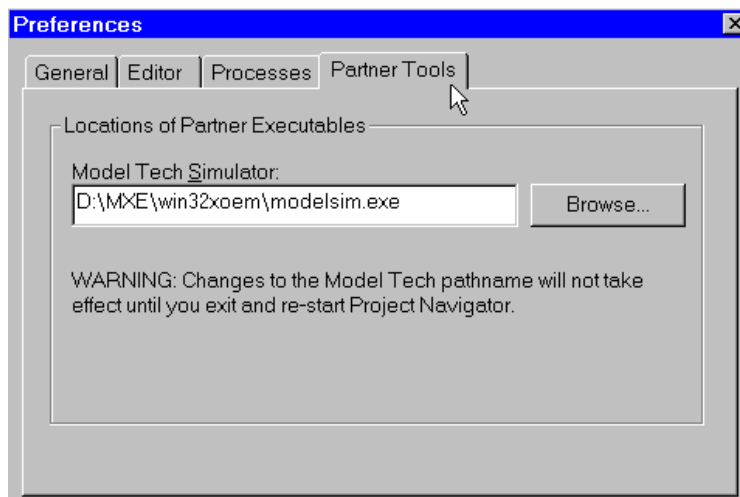 Preferences
General Editor Processes Partner Tools
Locations of Partner Executables
Model Tech Simulator:
D:\MXE\win32xoem\modelsim.exe Browse...
WARNING: Changes to the Model Tech pathname will not take
effect until you exit and re-start Project Navigator.